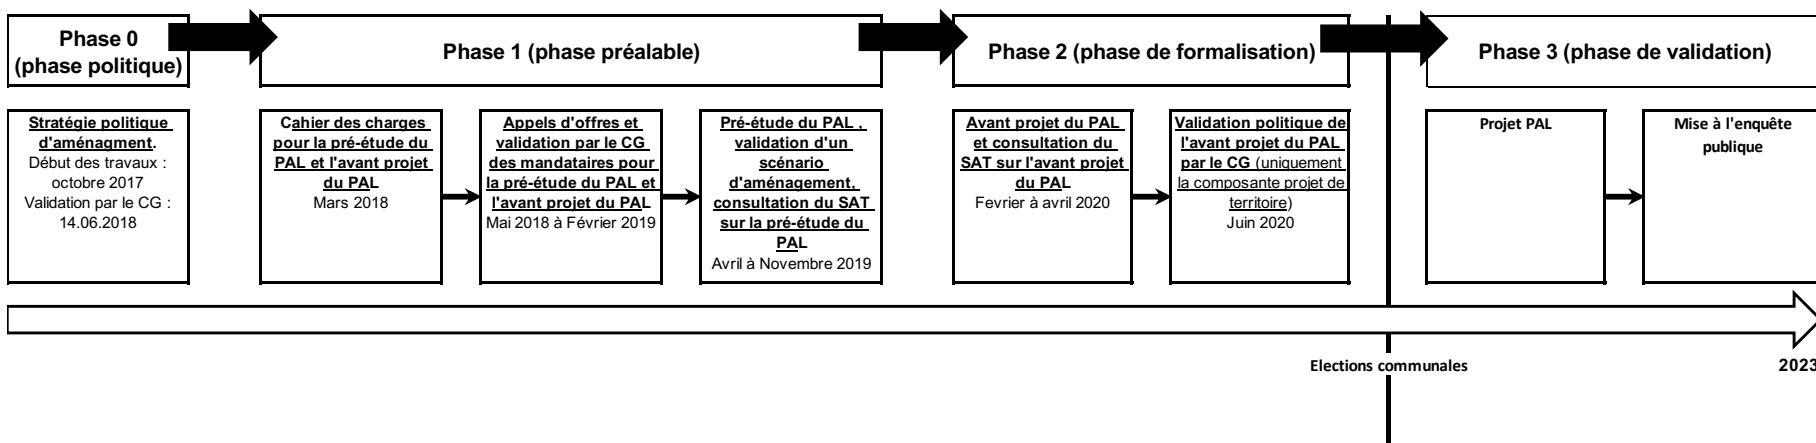 Phase 0
(phase politique)
Phase 1 (phase préalable)
Phase 2 (phase de formalisation)
Phase 3 (phase de validation)
Stratégie politique
d'aménagment.
Début des travaux :
octobre 2017
Validation par le CG :
14.06.2018
Cahier des charges
pour la pré-étude du
PAL et l'avant projet
du PAL
Mars 2018
Appels d'offres et
validation par le CG
des mandataires pour
la pré-étude du PAL et
l'avant projet du PAL
Mai 2018 à Février 2019
Pré-étude du PAL ,
validation d'un
scénario
d'aménagement,
consultation du SAT
sur la pré-étude du
PAL
Avril à Novembre 2019
Avant projet du PAL
et consultation du
SAT sur l'avant projet
du PAL
Fevrier à avril 2020
Validation politique de
l'avant projet du PAL
par le CG (uniquement
la composante projet de
territoire)
Juin 2020
Projet PAL
Mise à l'enquête
publique
Elections communales
2023